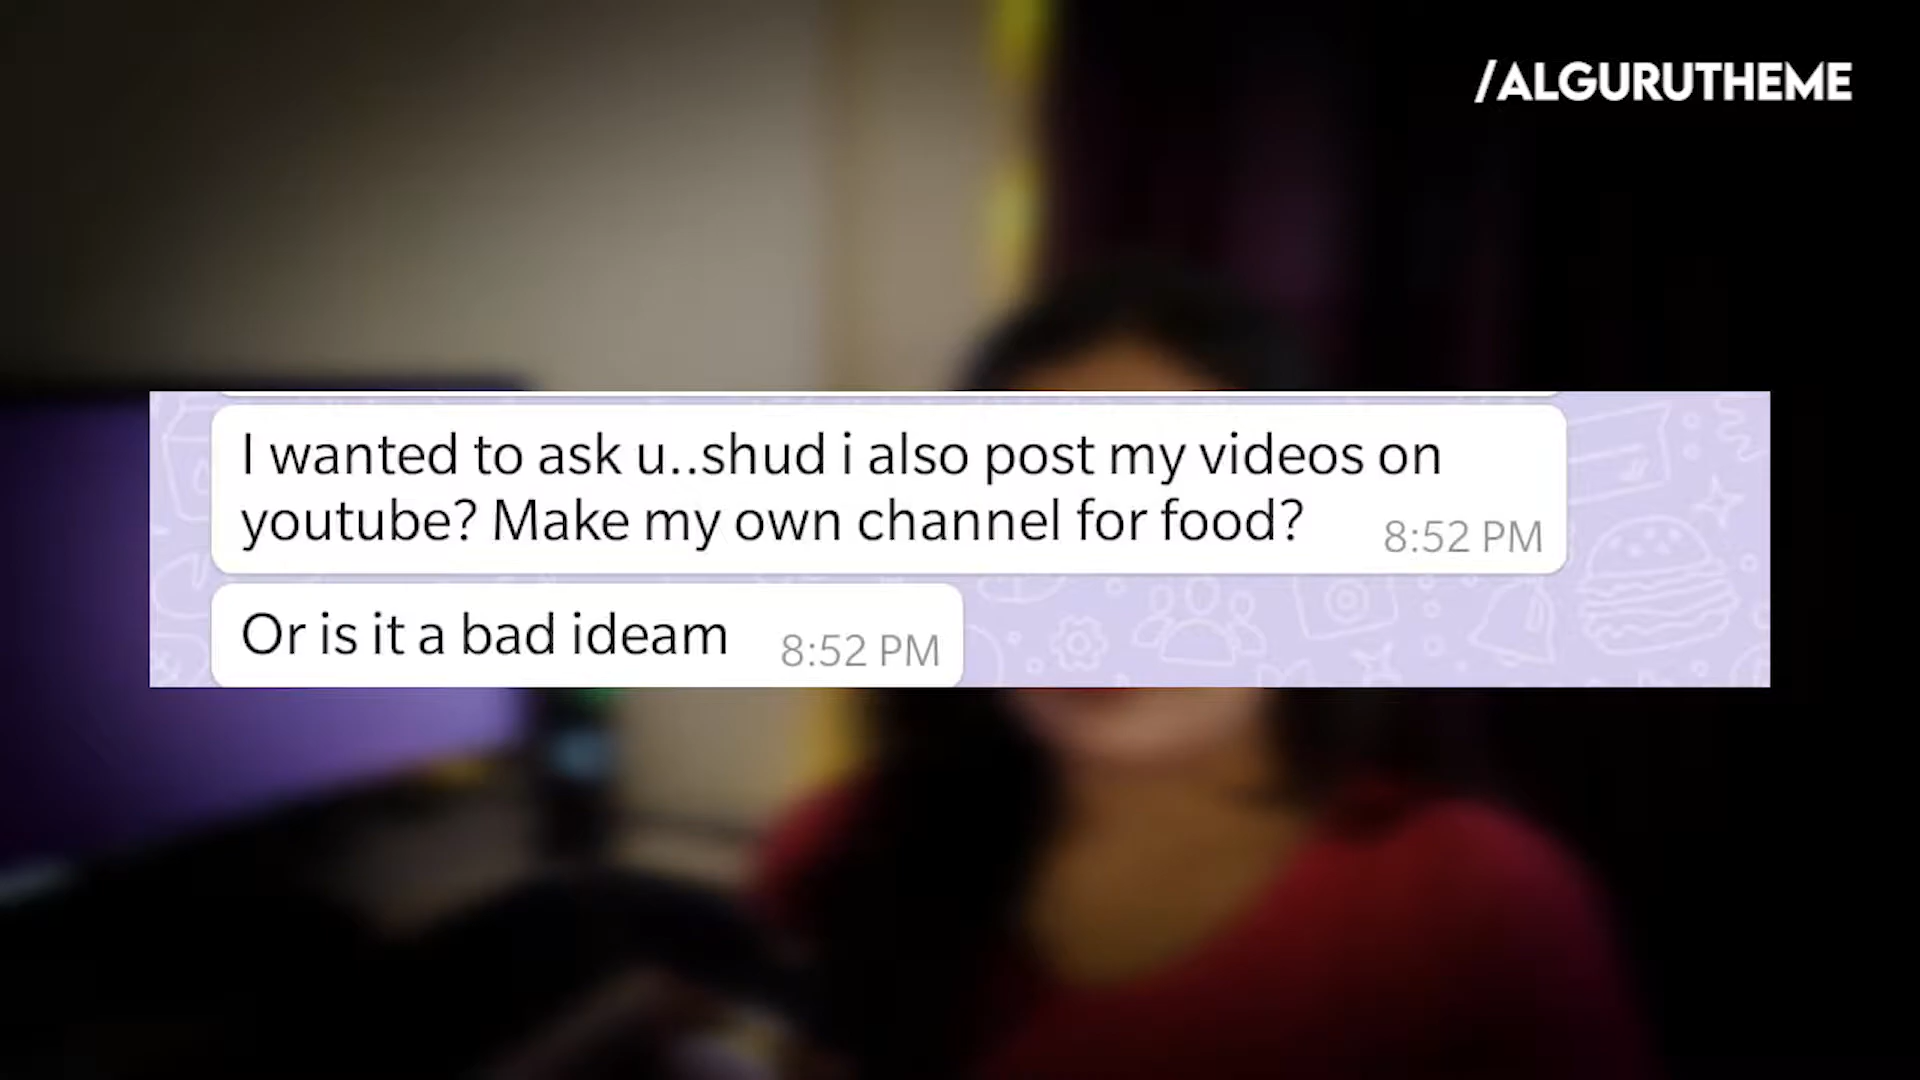 /ALGURUTHEME
I wanted to ask u..shud i also post my videos on
youtube? Make my own channel for food?
8:52 PM
Or is it a bad ideam
8:52 PM